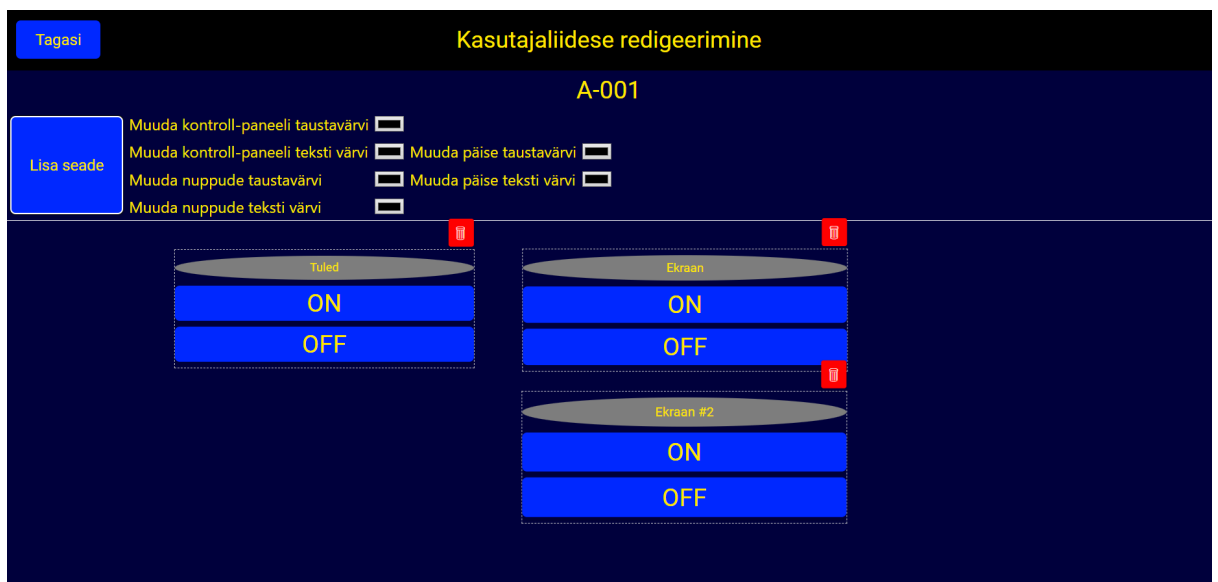 Tagasi
Kasutajaliidese redigeerimine
A-001
Lisa seade
Muuda kontroll-paneeli taustavärvi
Muuda kontroll-paneeli teksti värvi
Muuda päise taustavärvi
Muuda nuppude taustavärvi
Muuda päise teksti värvi
Muuda nuppude teksti värvi
Tuled
ON
OFF
Ekraan
ON
OFF
Ekraan #2
ON
OFF